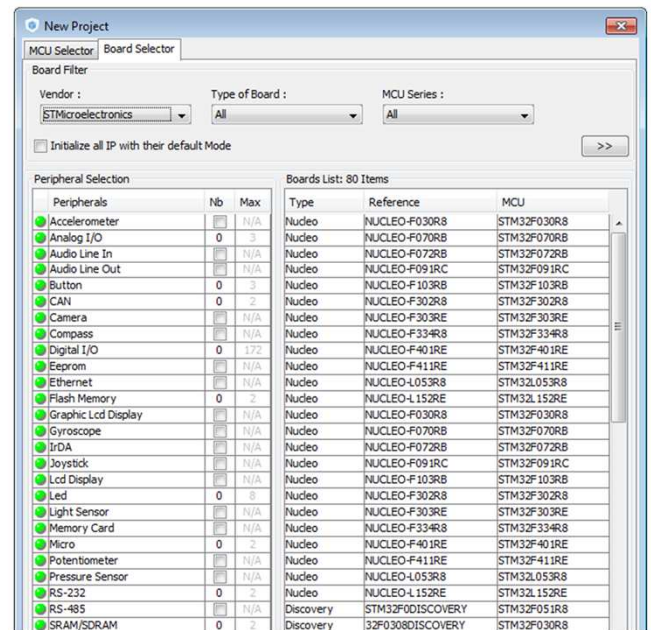 New Project
MCU Selector Board Selector
Board Filter
Vendor : Type of Board : MCU Series :
STMicroelectronics All All
Initialize all IP with their default Mode >>
Peripheral Selection Boards List: 80 Items
Peripherals Nb Max Type Reference MCU
Accelerometer N/A Nucleo NUCLEO-F030R8 STM32F030R8
Analog I/O 0 3 Nucleo NUCLEO-F070RB STM32F070RB
Audio Line In N/A Nucleo NUCLEO-F072RB STM32F072RB
Audio Line Out N/A Nucleo NUCLEO-F091RC STM32F091RC
Button 0 3 Nucleo NUCLEO-F103RB STM32F103RB
CAN 0 2 Nucleo NUCLEO-F302R8 STM32F302R8
Camera N/A Nucleo NUCLEO-F303RE STM32F303RE
Compass N/A Nucleo NUCLEO-F334R8 STM32F334R8
Digital I/O 0 172 Nucleo NUCLEO-F401RE STM32F401RE
Eeprom N/A Nucleo NUCLEO-F411RE STM32F411RE
Ethernet N/A Nucleo NUCLEO-L053R8 STM32L053R8
Flash Memory 0 2 Nucleo NUCLEO-L152RE STM32L152RE
Graphic Lcd Display N/A Nucleo NUCLEO-F030R8 STM32F030R8
Gyroscope N/A Nucleo NUCLEO-F070RB STM32F070RB
IrDA N/A Nucleo NUCLEO-F072RB STM32F072RB
Joystick N/A Nucleo NUCLEO-F091RC STM32F091RC
Lcd Display N/A Nucleo NUCLEO-F103RB STM32F103RB
Led 0 8 Nucleo NUCLEO-F302R8 STM32F302R8
Light Sensor N/A Nucleo NUCLEO-F303RE STM32F303RE
Memory Card N/A Nucleo NUCLEO-F334R8 STM32F334R8
Micro 0 2 Nucleo NUCLEO-F401RE STM32F401RE
Potentiometer N/A Nucleo NUCLEO-F411RE STM32F411RE
Pressure Sensor N/A Nucleo NUCLEO-L053R8 STM32L053R8
RS-232 0 2 Nucleo NUCLEO-L152RE STM32L152RE
RS-485 N/A Discovery STM32F0DISCOVERY STM32F051R8
SRAM/SDRAM 0 2 Discovery 32F0308DISCOVERY STM32F030R8